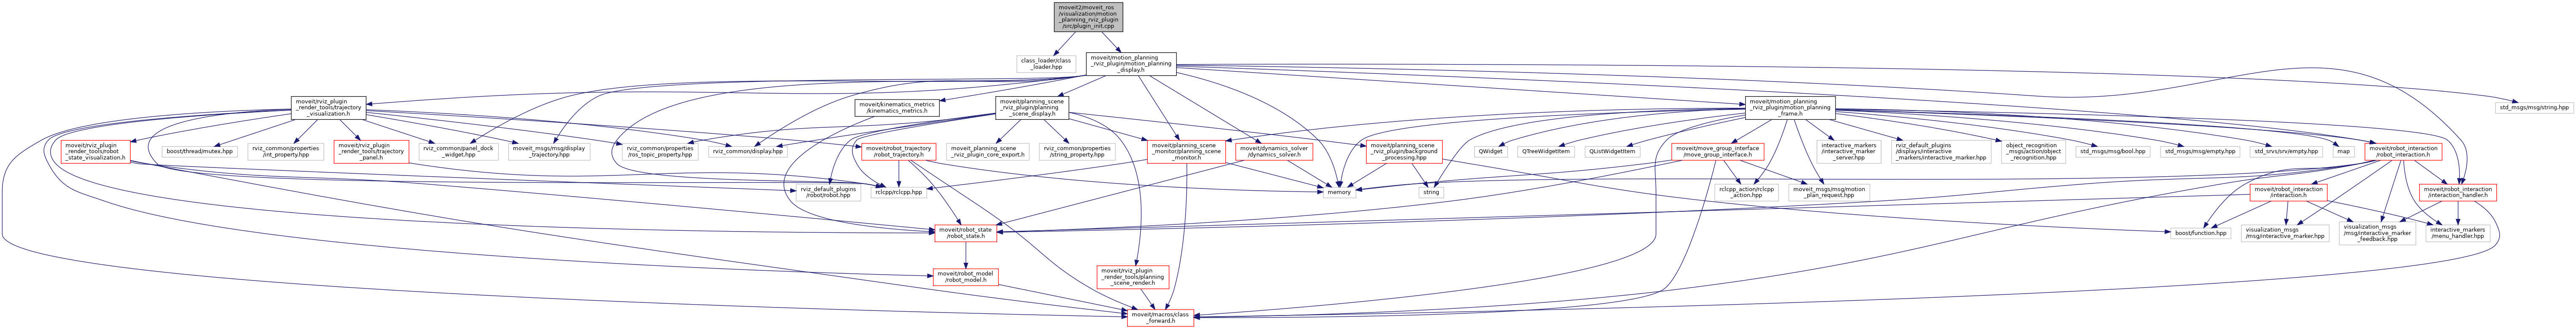 moveit2/moveit_ros
/visualization/motion
_planning_rviz_plugin
/src/plugin_init.cpp
class_loader/class
_loader.hpp
moveit/motion_planning
_rviz_plugin/motion_planning
_display.h
moveit/rviz_plugin
_render_tools/trajectory
_visualization.h
moveit/kinematics_metrics
/kinematics_metrics.h
moveit/planning_scene
_rviz_plugin/planning
_scene_display.h
moveit/motion_planning
_rviz_plugin/motion_planning
_frame.h
std_msgs/msg/string.hpp
moveit/rviz_plugin
_render_tools/robot
_state_visualization.h
boost/thread/mutex.hpp
rviz_common/properties
/int_property.hpp
moveit/rviz_plugin
_render_tools/trajectory
_panel.h
rviz_common/panel_dock
_widget.hpp
moveit_msgs/msg/display
_trajectory.hpp
rviz_common/properties
/ros_topic_property.hpp
rviz_common/display.hpp
moveit/robot_trajectory
/robot_trajectory.h
moveit_planning_scene
_rviz_plugin_core_export.h
rviz_common/properties
/string_property.hpp
moveit/planning_scene
_monitor/planning_scene
_monitor.h
moveit/dynamics_solver
/dynamics_solver.h
moveit/planning_scene
_rviz_plugin/background
_processing.hpp
QWidget
QTreeWidgetItem
QListWidgetItem
moveit/move_group_interface
/move_group_interface.h
interactive_markers
/interactive_marker
_server.hpp
rviz_default_plugins
/displays/interactive
_markers/interactive_marker.hpp
object_recognition
_msgs/action/object
_recognition.hpp
std_msgs/msg/bool.hpp
std_msgs/msg/empty.hpp
std_srvs/srv/empty.hpp
map
moveit/robot_interaction
/robot_interaction.h
rviz_default_plugins
/robot/robot.hpp
rclcpp/rclcpp.hpp
memory
string
rclcpp_action/rclcpp
_action.hpp
moveit_msgs/msg/motion
_plan_request.hpp
moveit/robot_interaction
/interaction.h
moveit/robot_interaction
/interaction_handler.h
moveit/robot_state
/robot_state.h
boost/function.hpp
visualization_msgs
/msg/interactive_marker.hpp
visualization_msgs
/msg/interactive_marker
_feedback.hpp
interactive_markers
/menu_handler.hpp
moveit/robot_model
/robot_model.h
moveit/rviz_plugin
_render_tools/planning
_scene_render.h
moveit/macros/class
_forward.h